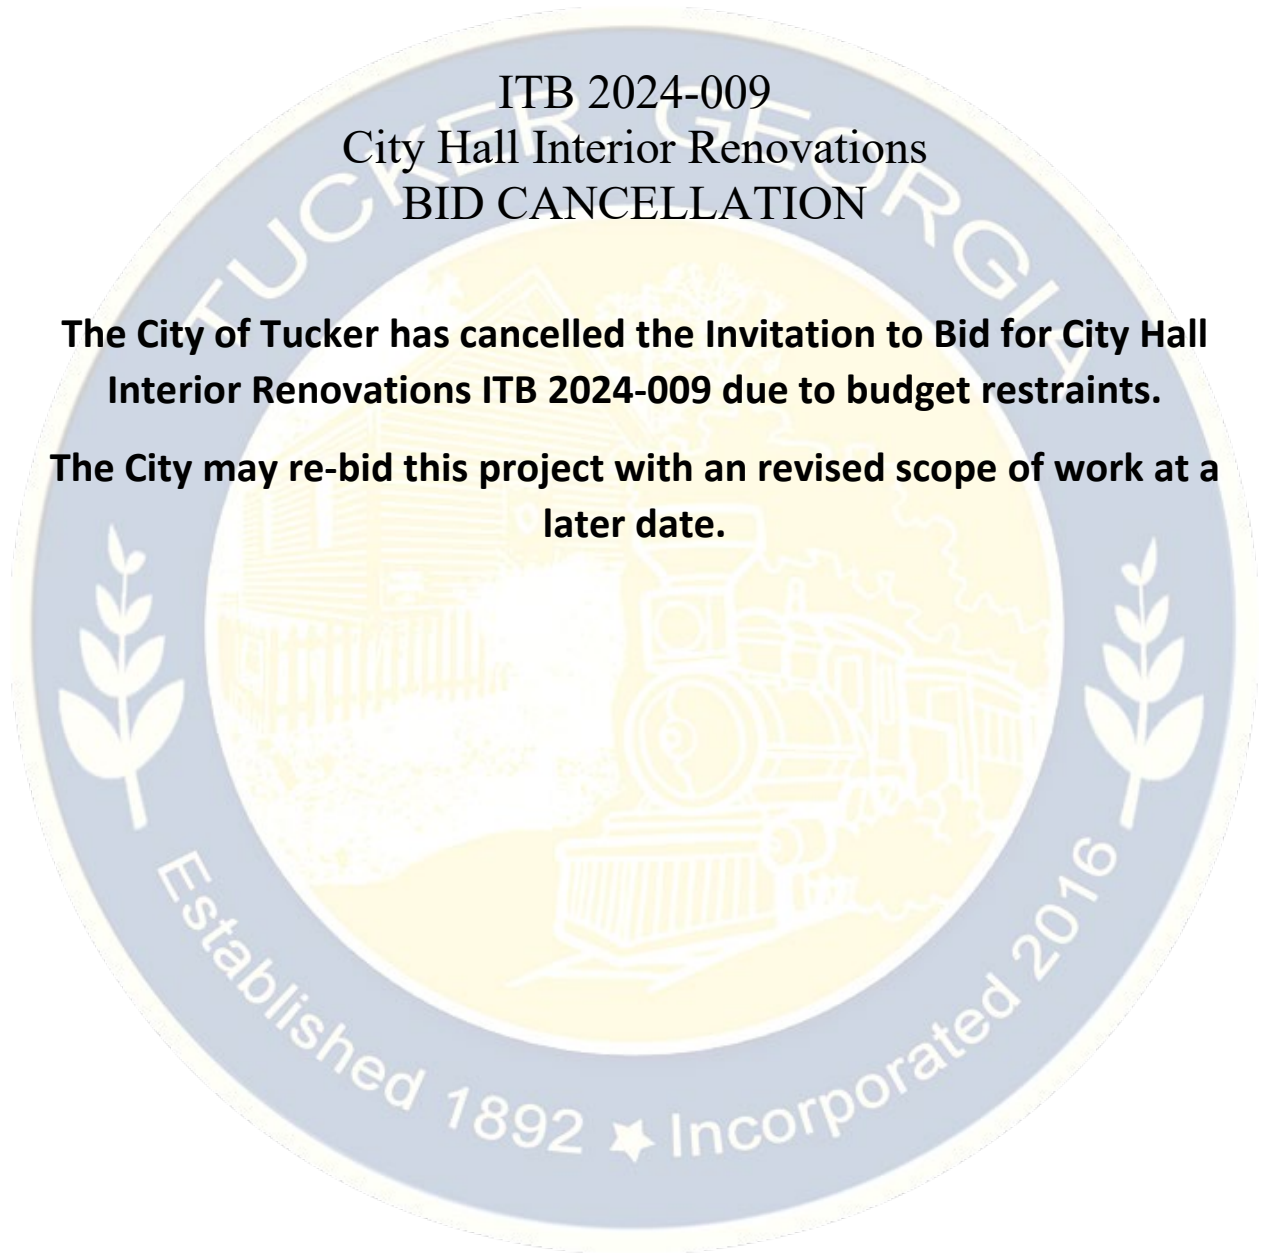 ITB 2024-009
City Hall Interior Renovations
BID CANCELLATION
The City of Tucker has cancelled the Invitation to Bid for City Hall
Interior Renovations ITB 2024-009 due to budget restraints.
The City may re-bid this project with an revised scope of work at a
later date.
TUCKER, GEORGIA
Established 1892 ★ Incorporated 2016